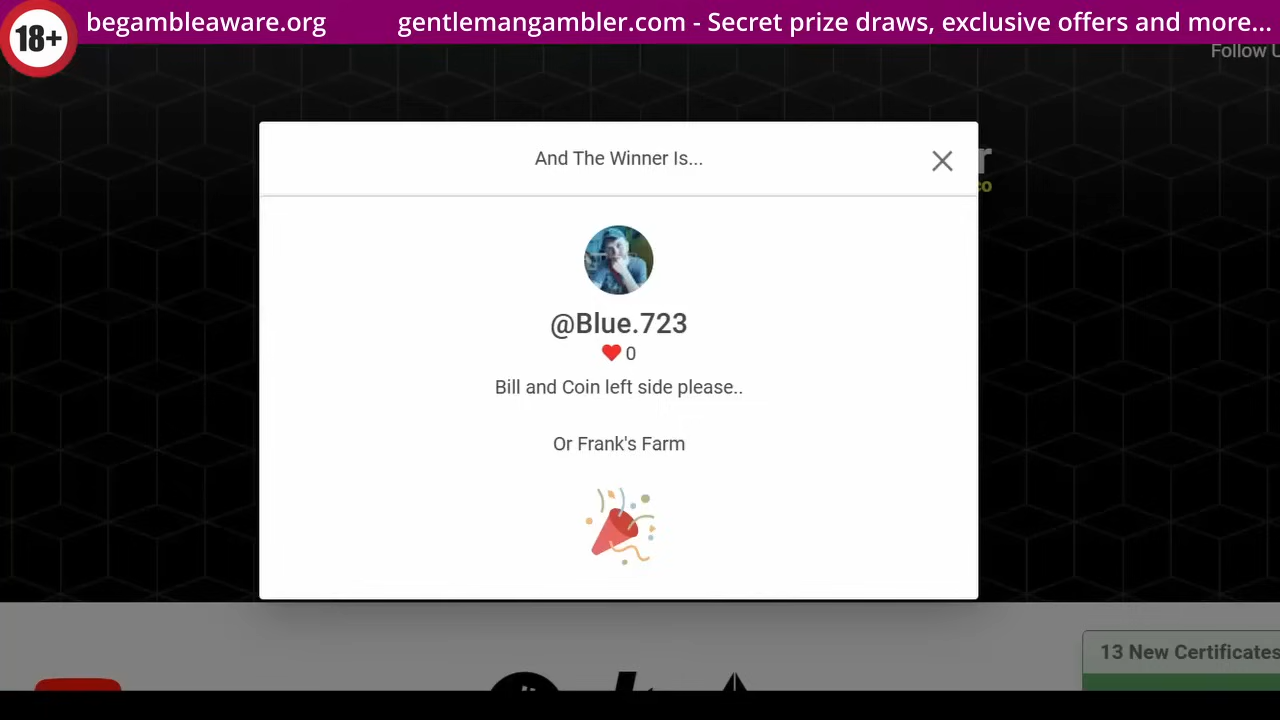 18+ begambleaware.org gentlemangambler.com - Secret prize draws, exclusive offers and more...
Follow
And The Winner Is...
@Blue.723
0
Bill and Coin left side please..
Or Frank's Farm
13 New Certificates